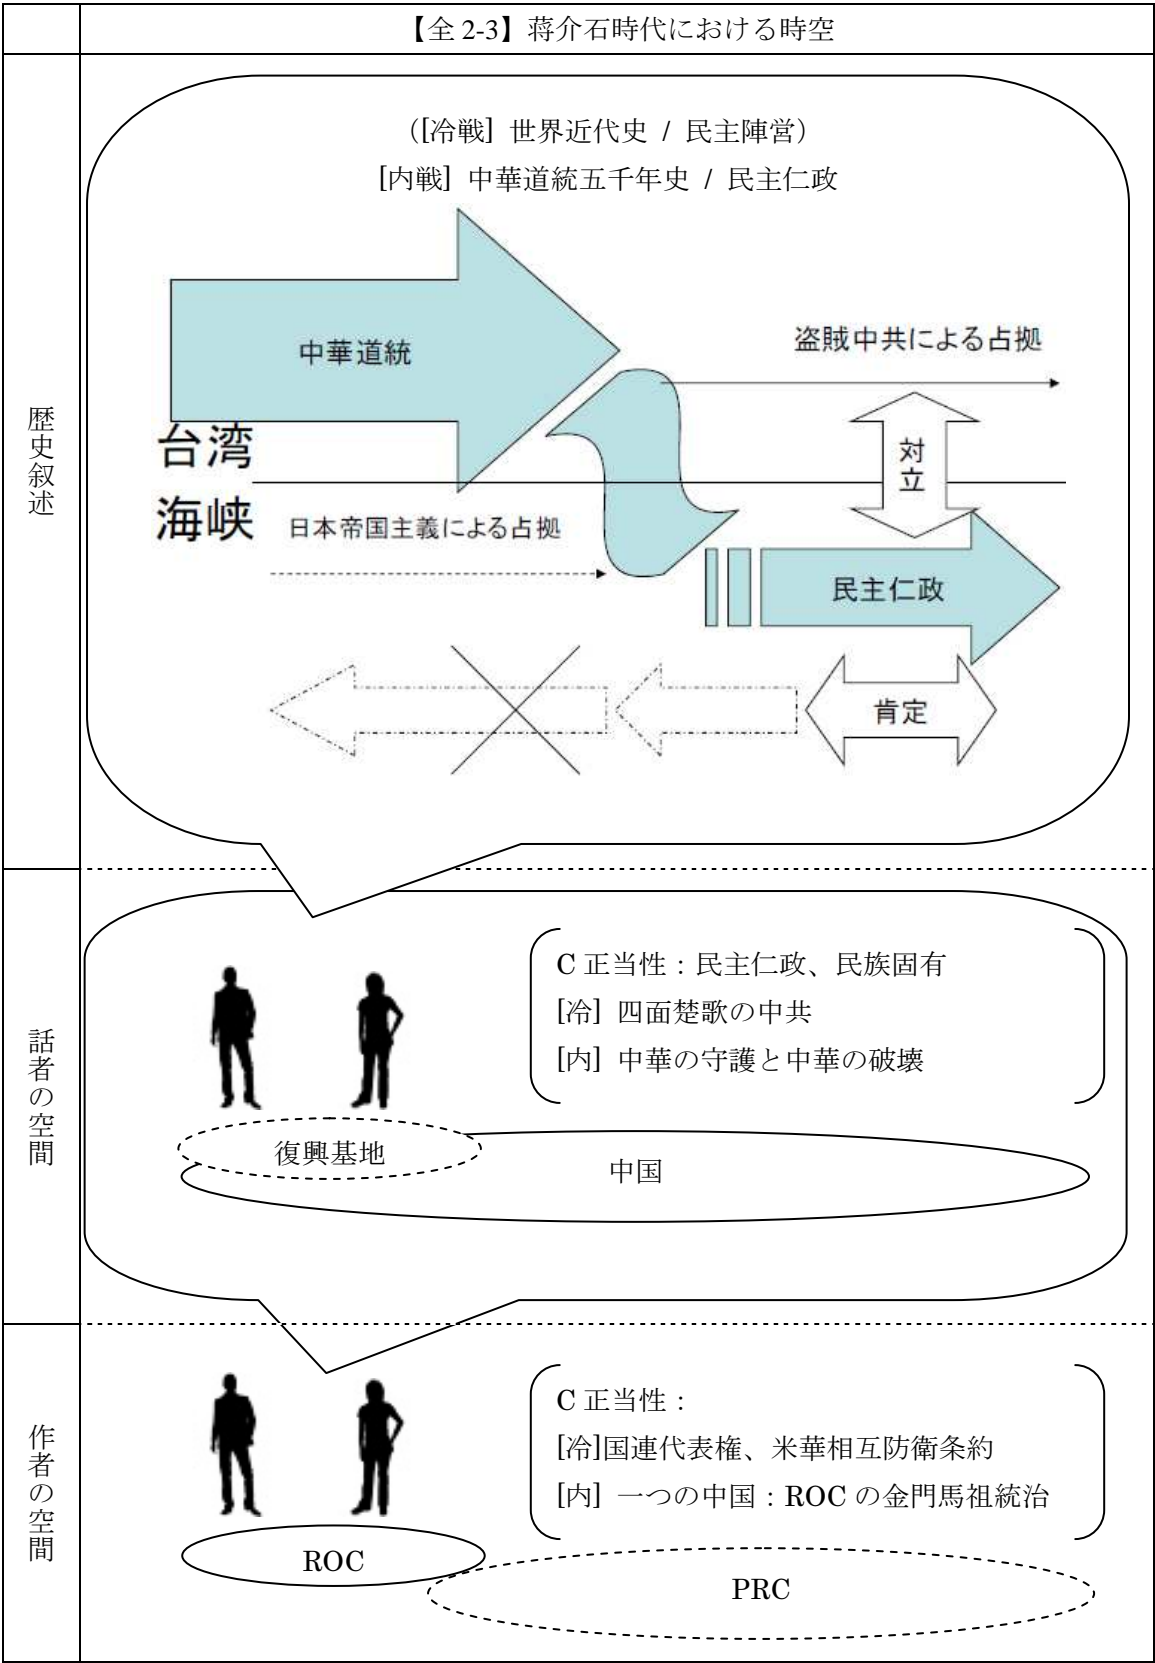 【全 2-3】蒋介石時代における時空
歴史叙述
（[冷戦] 世界近代史 / 民主陣営）
[内戦] 中華道統五千年史 / 民主仁政
中華道統
盗賊中共による占拠
台湾
海峡
対立
日本帝国主義による占拠
民主仁政
肯定
話者の空間
C 正当性：民主仁政、民族固有
[冷] 四面楚歌の中共
[内] 中華の守護と中華の破壊
復興基地
中国
作者の空間
C 正当性：
[冷]国連代表権、米華相互防衛条約
[内] 一つの中国：ROC の金門馬祖統治
ROC
PRC